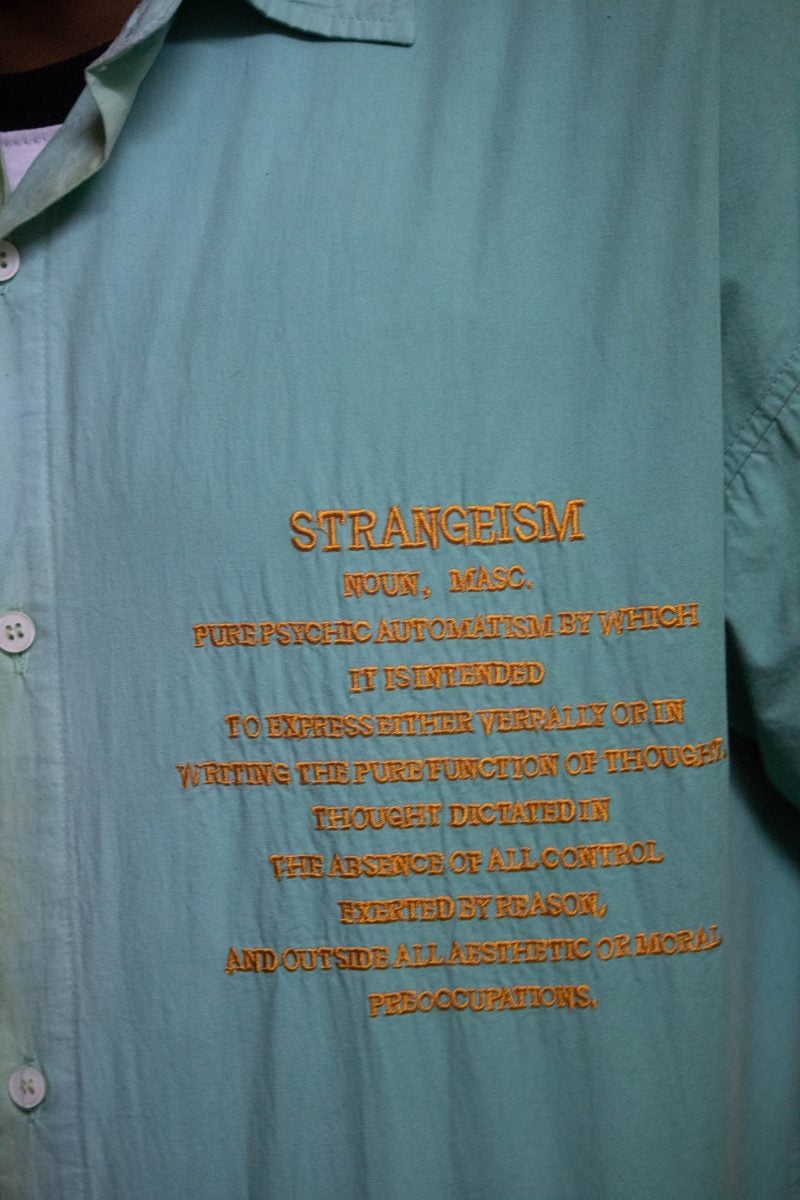 STRANGEISM
NOUN, MASC.
PURE PSYCHIC AUTOMATISM BY WHICH
IT IS INTENDED
TO EXPRESS EITHER VERBALLY OR IN
WRITING THE PURE FUNCTION OF THOUGHT.
THOUGHT DICTATED IN
THE ABSENCE OF ALL CONTROL
EXERTED BY REASON,
AND OUTSIDE ALL AESTHETIC OR MORAL
PREOCCUPATIONS.